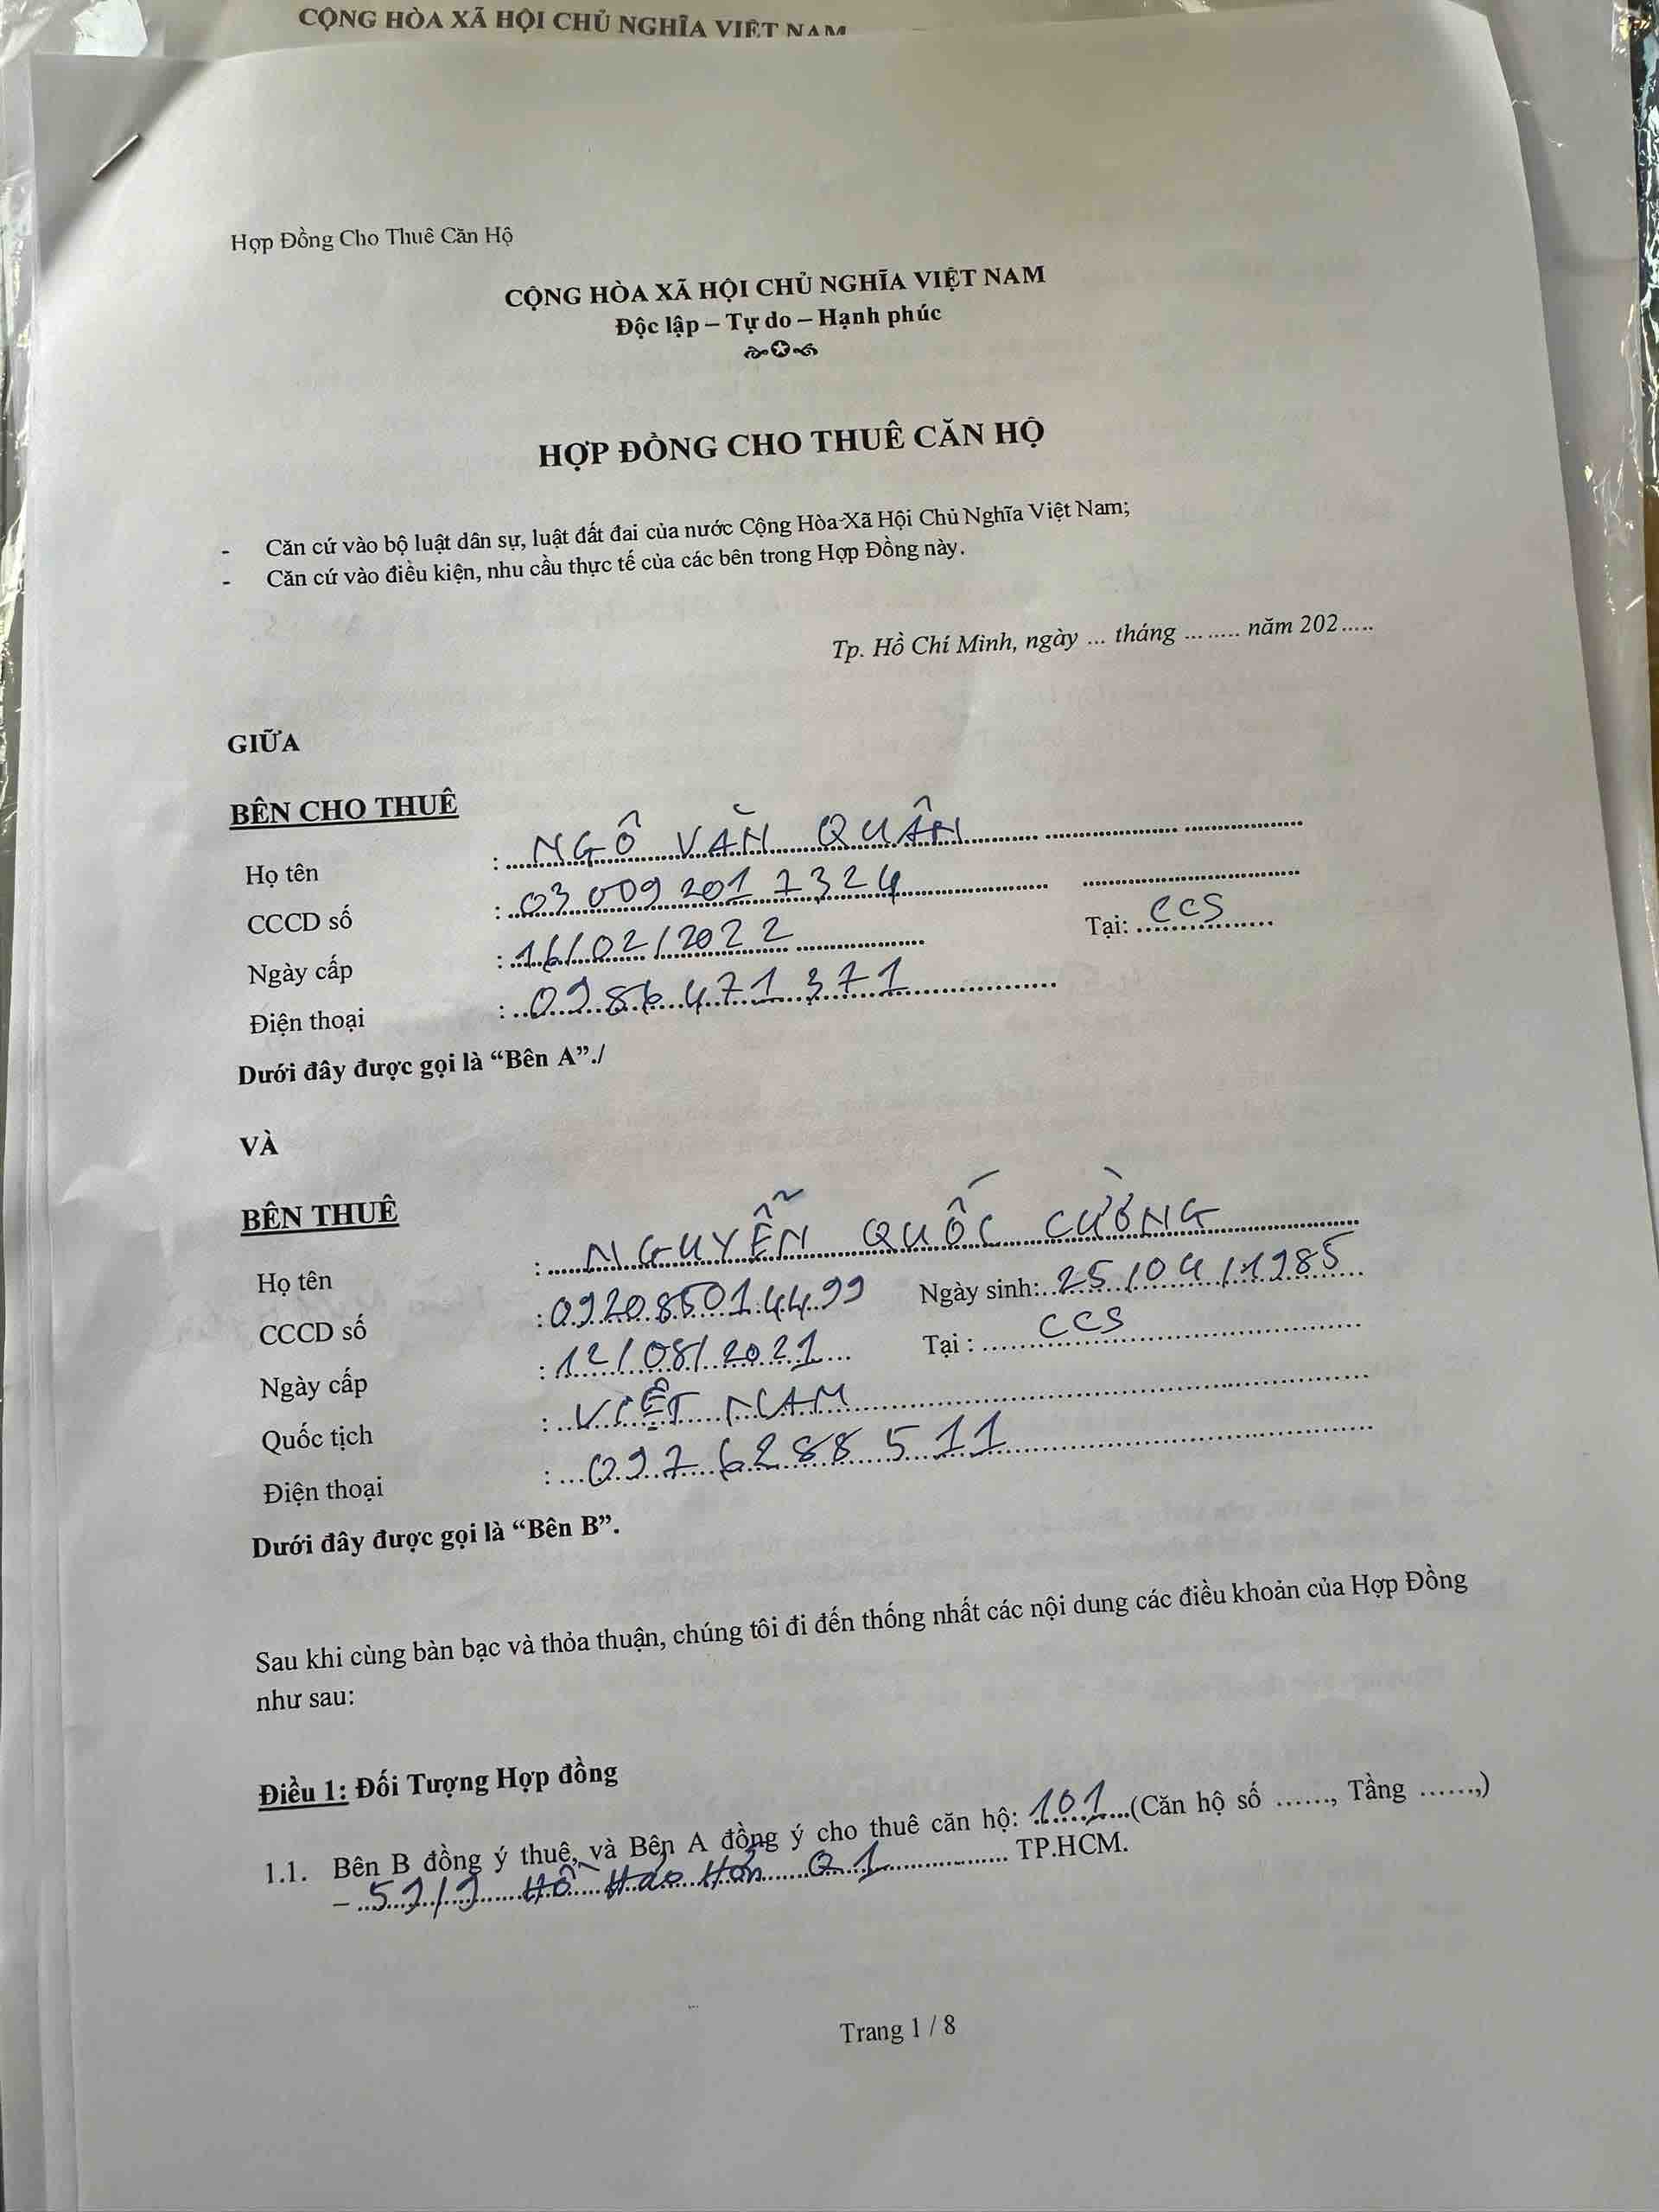 CỘNG HÒA XÃ HỘI CHỦ NGHĨA VIỆT NAM
Hợp Đồng Cho Thuê Căn Hộ
CỘNG HÒA XÃ HỘI CHỦ NGHĨA VIỆT NAM
Độc lập – Tự do – Hạnh phúc
HỢP ĐỒNG CHO THUÊ CĂN HỘ
- Căn cứ vào bộ luật dân sự, luật đất đai của nước Cộng Hòa Xã Hội Chủ Nghĩa Việt Nam;
- Căn cứ vào điều kiện, nhu cầu thực tế của các bên trong Hợp Đồng này.
Tp. Hồ Chí Minh, ngày ... tháng ........ năm 202.....
GIỮA
BÊN CHO THUÊ
Họ tên : NGÔ VĂN QUÂN
CCCD số : 030092017324
Ngày cấp : 16/02/2022 Tại: CCS
Điện thoại : 0986471371
Dưới đây được gọi là “Bên A”./
VÀ
BÊN THUÊ
Họ tên : NGUYỄN QUỐC CƯỜNG
CCCD số : 092085014499 Ngày sinh: 25/04/1985
Ngày cấp : 12/08/2021 Tại : CCS
Quốc tịch : VIỆT NAM
Điện thoại : 0976288511
Dưới đây được gọi là “Bên B”.
Sau khi cùng bàn bạc và thỏa thuận, chúng tôi đi đến thống nhất các nội dung các điều khoản của Hợp Đồng
như sau:
Điều 1: Đối Tượng Hợp đồng
1.1. Bên B đồng ý thuê, và Bên A đồng ý cho thuê căn hộ: 101 (Căn hộ số ......, Tầng ......,)
– 59/9 Hồ Hảo Hớn Q1 TP.HCM.
Trang 1 / 8